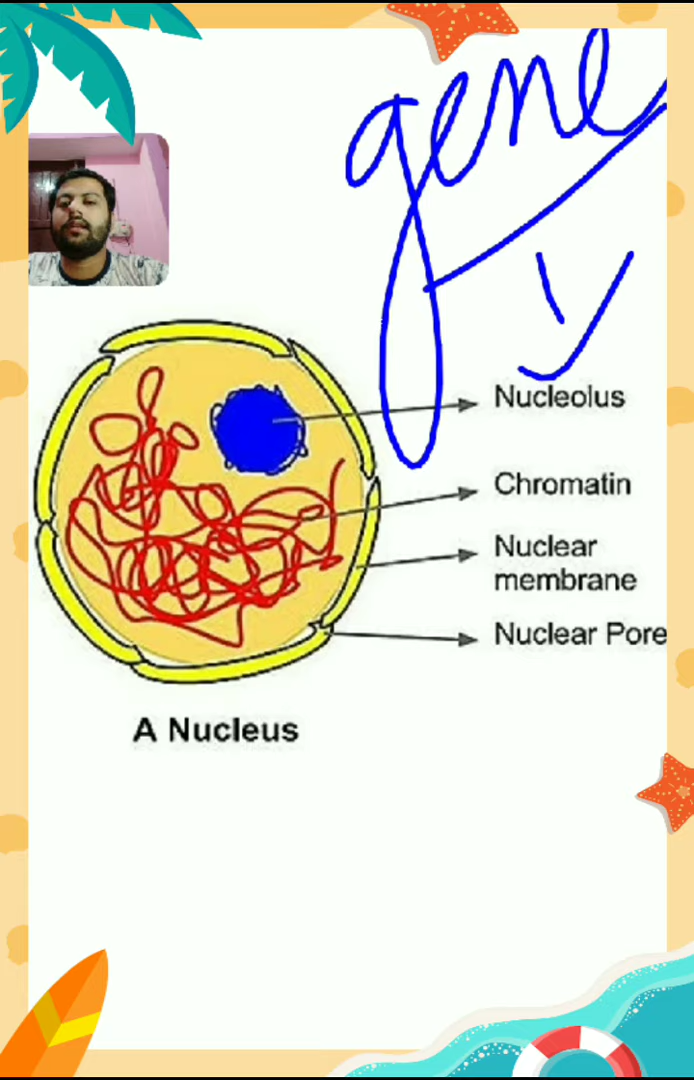 gene
Nucleolus
Chromatin
Nuclear
membrane
Nuclear Pore
A Nucleus